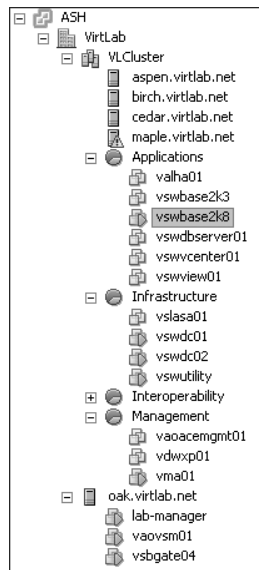 ASH
VirtLab
VLCluster
aspen.virtlab.net
birch.virtlab.net
cedar.virtlab.net
maple.virtlab.net
Applications
valha01
vswbase2k3
vswbase2k8
vswdbserver01
vswvcenter01
vswview01
Infrastructure
vslasa01
vswdc01
vswdc02
vswutility
Interoperability
Management
vaoacemgmt01
vdwxp01
vma01
oak.virtlab.net
lab-manager
vaovsm01
vsbgate04